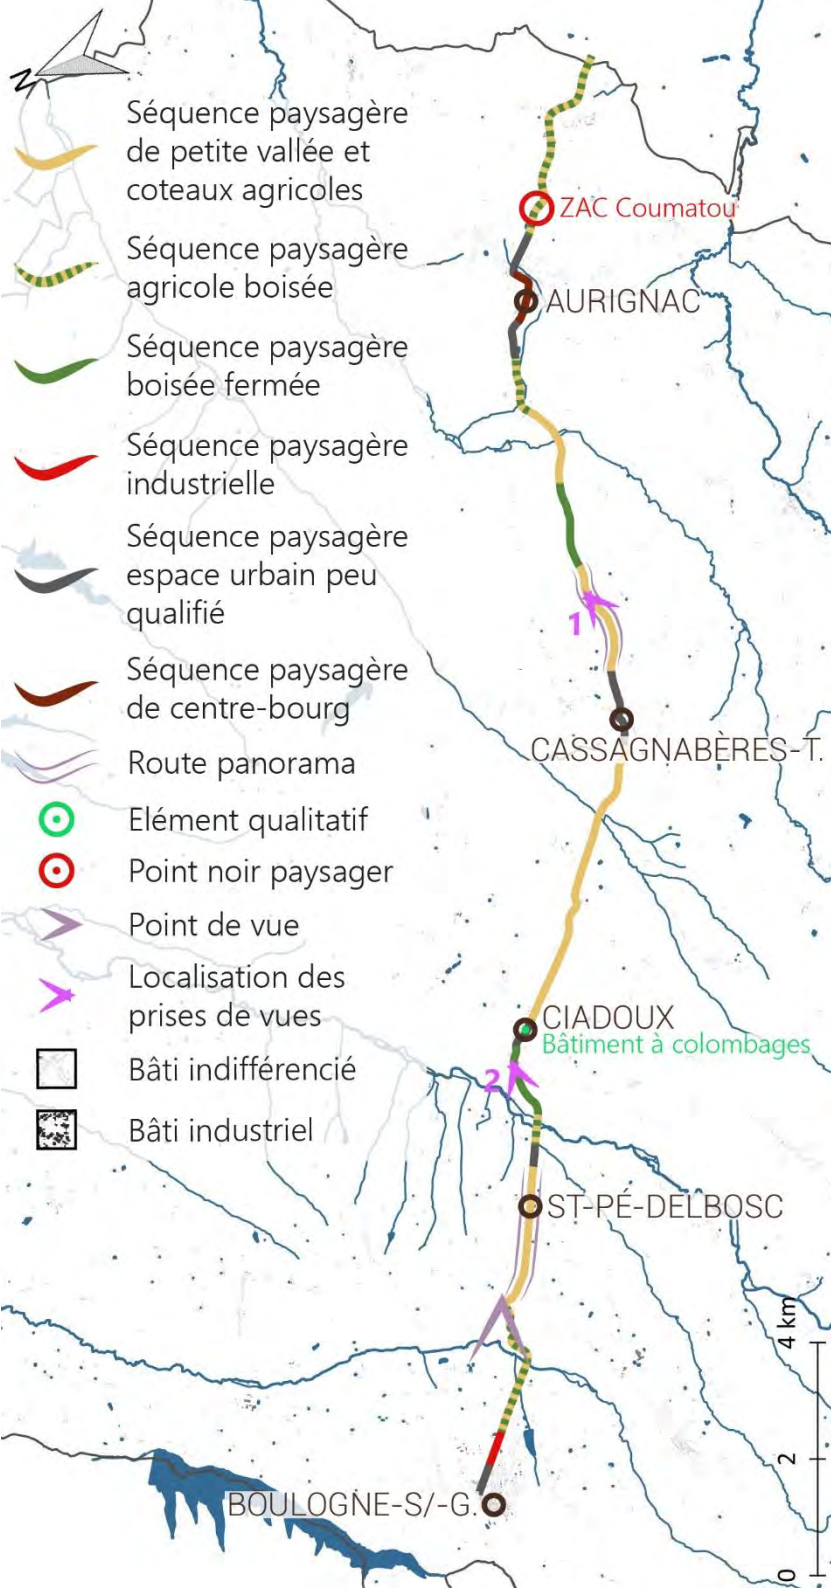 N
Séquence paysagère
de petite vallée et
coteaux agricoles
Séquence paysagère
agricole boisée
Séquence paysagère
boisée fermée
Séquence paysagère
industrielle
Séquence paysagère
espace urbain peu
qualifié
Séquence paysagère
de centre-bourg
Route panorama
Elément qualitatif
Point noir paysager
Point de vue
Localisation des
prises de vues
Bâti indifférencié
Bâti industriel
ZAC Coumatou
AURIGNAC
1
CASSAGNABÈRES-T.
CIADOUX
Bâtiment à colombages
2
ST-PÉ-DELBOSC
BOULOGNE-S/-G.
0
2
4 km